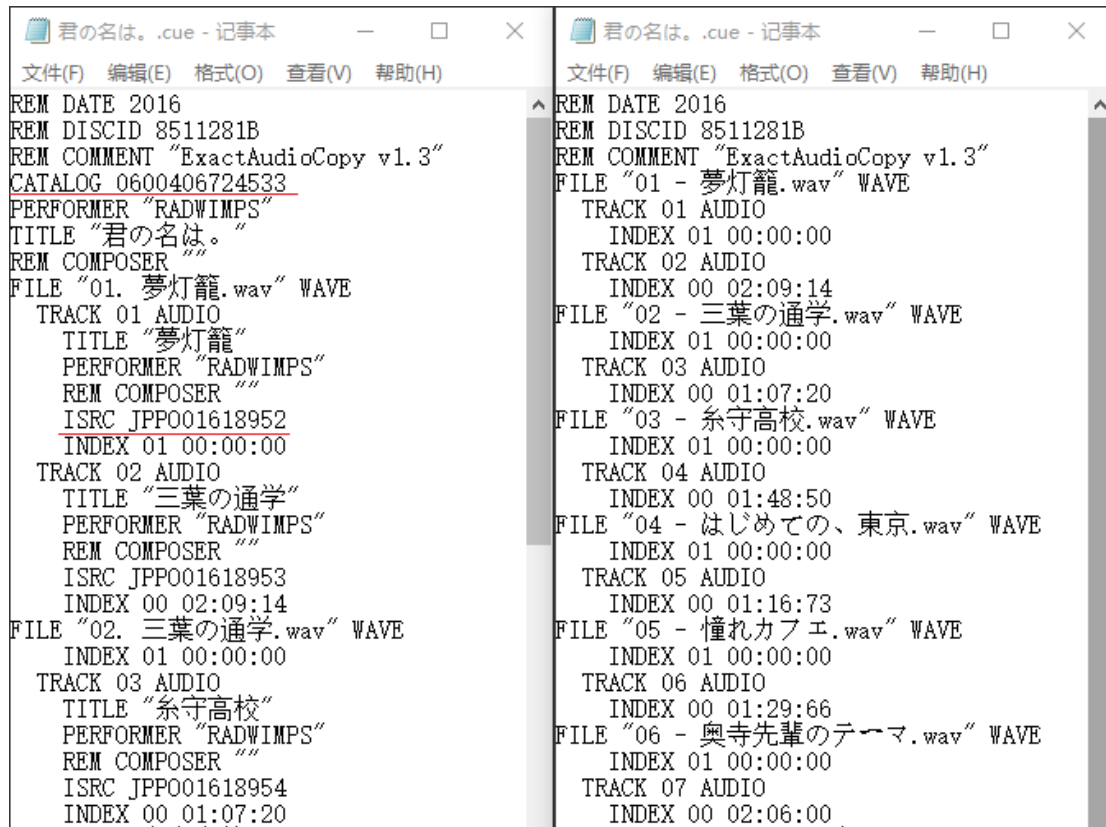 君の名は。.cue - 记事本
文件(F) 编辑(E) 格式(O) 查看(V) 帮助(H)
REM DATE 2016
REM DISCID 8511281B
REM COMMENT "ExactAudioCopy v1.3"
CATALOG 0600406724533
PERFORMER "RADWIMPS"
TITLE "君の名は。"
REM COMPOSER ""
FILE "01. 夢灯籠.wav" WAVE
TRACK 01 AUDIO
TITLE "夢灯籠"
PERFORMER "RADWIMPS"
REM COMPOSER ""
ISRC JPPO01618952
INDEX 01 00:00:00
TRACK 02 AUDIO
TITLE "三葉の通学"
PERFORMER "RADWIMPS"
REM COMPOSER ""
ISRC JPPO01618953
INDEX 00 02:09:14
FILE "02. 三葉の通学.wav" WAVE
INDEX 01 00:00:00
TRACK 03 AUDIO
TITLE "糸守高校"
PERFORMER "RADWIMPS"
REM COMPOSER ""
ISRC JPPO01618954
INDEX 00 01:07:20
君の名は。.cue - 记事本
文件(F) 编辑(E) 格式(O) 查看(V) 帮助(H)
REM DATE 2016
REM DISCID 8511281B
REM COMMENT "ExactAudioCopy v1.3"
FILE "01 - 夢灯籠.wav" WAVE
TRACK 01 AUDIO
INDEX 01 00:00:00
TRACK 02 AUDIO
INDEX 00 02:09:14
FILE "02 - 三葉の通学.wav" WAVE
INDEX 01 00:00:00
TRACK 03 AUDIO
INDEX 00 01:07:20
FILE "03 - 糸守高校.wav" WAVE
INDEX 01 00:00:00
TRACK 04 AUDIO
INDEX 00 01:48:50
FILE "04 - はじめての、東京.wav" WAVE
INDEX 01 00:00:00
TRACK 05 AUDIO
INDEX 00 01:16:73
FILE "05 - 憧れカフェ.wav" WAVE
INDEX 01 00:00:00
TRACK 06 AUDIO
INDEX 00 01:29:66
FILE "06 - 奥寺先輩のテーマ.wav" WAVE
INDEX 01 00:00:00
TRACK 07 AUDIO
INDEX 00 02:06:00